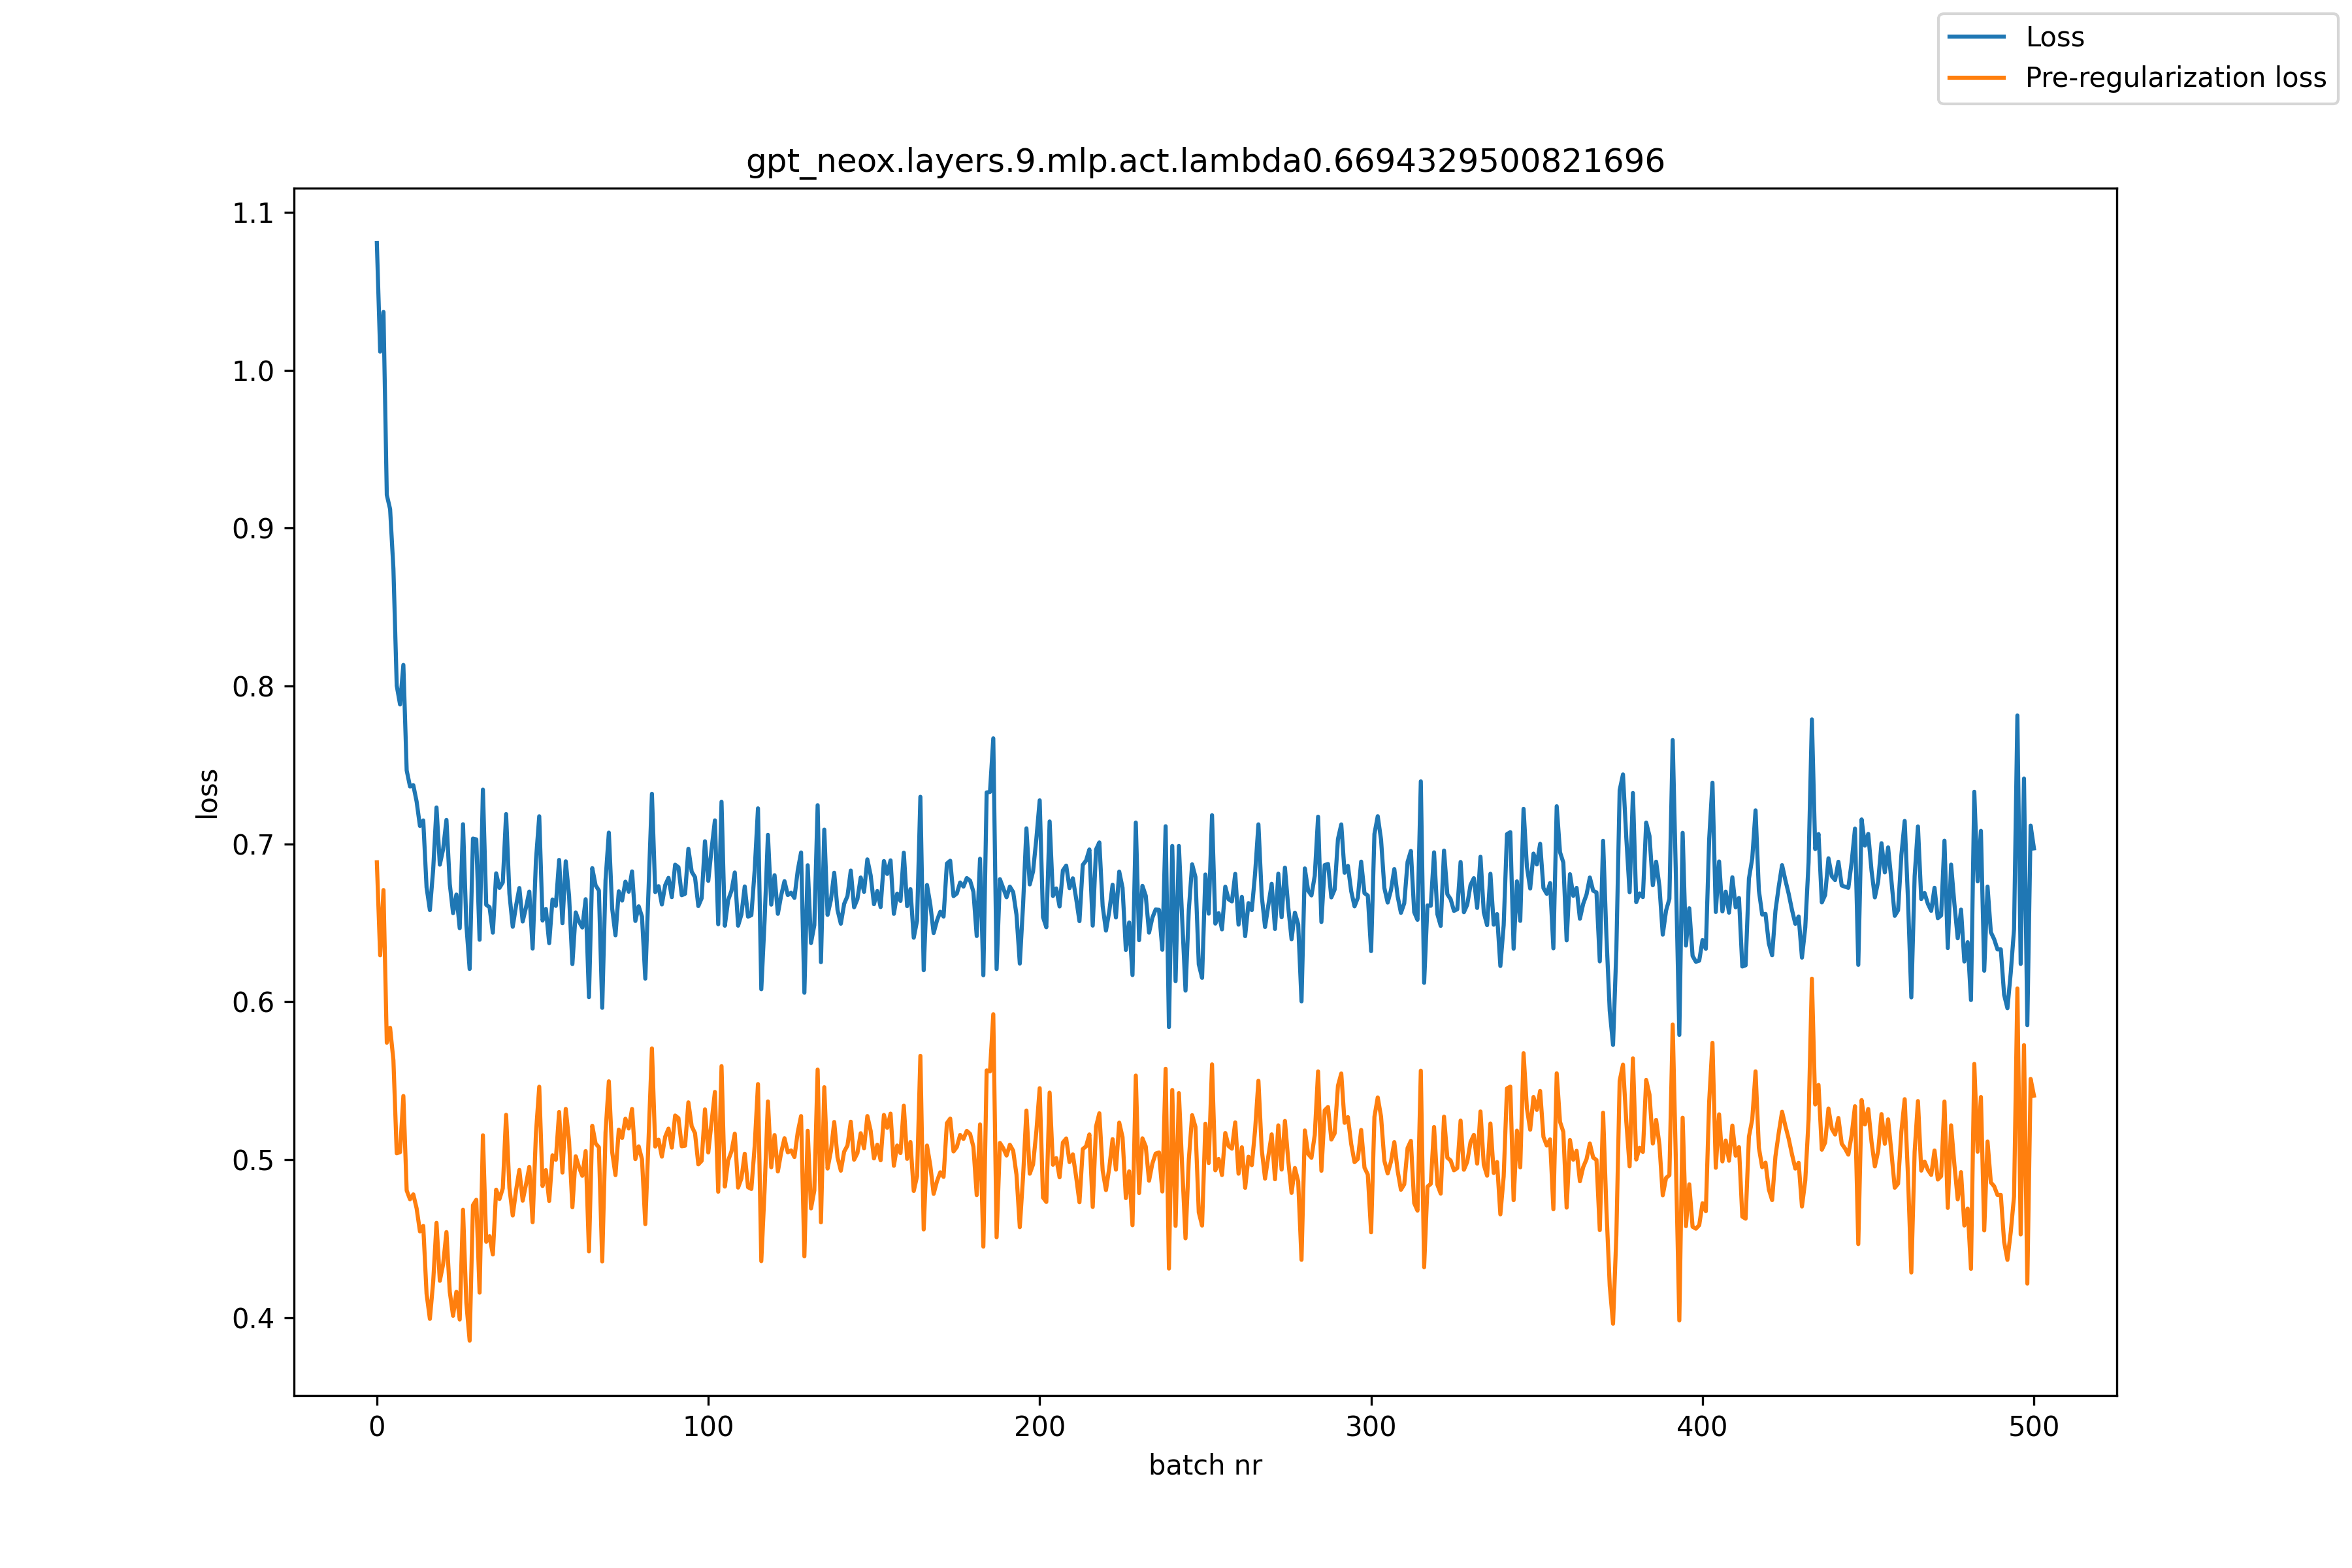 Loss
Pre-regularization loss
gpt_neox.layers.9.mlp.act.lambda0.6694329500821696
1.1
1.0
0.9
0.8
0.7
0.6
0.5
0.4
loss
0 100 200 300 400 500
batch nr